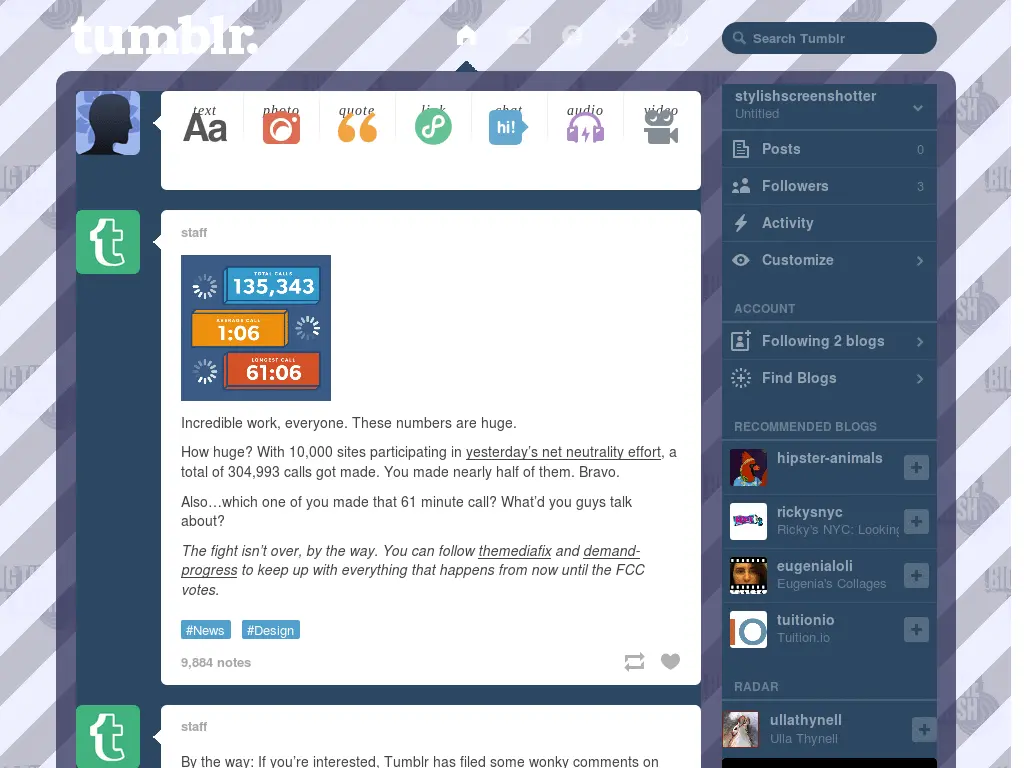 tumblr.
Search Tumblr
text photo quote link chat audio video
Aa
hi!
staff
TOTAL CALLS
135,343
AVERAGE CALL
1:06
LONGEST CALL
61:06
Incredible work, everyone. These numbers are huge.
How huge? With 10,000 sites participating in yesterday's net neutrality effort, a
total of 304,993 calls got made. You made nearly half of them. Bravo.
Also…which one of you made that 61 minute call? What'd you guys talk
about?
The fight isn't over, by the way. You can follow themediafix and demand-
progress to keep up with everything that happens from now until the FCC
votes.
#News #Design
9,884 notes
staff
By the way: If you're interested, Tumblr has filed some wonky comments on
stylishscreenshotter
Untitled
Posts 0
Followers 3
Activity
Customize
ACCOUNT
Following 2 blogs
Find Blogs
RECOMMENDED BLOGS
hipster-animals
rickysnyc
Ricky's NYC: Looking
eugenialoli
Eugenia's Collages
tuitionio
Tuition.io
RADAR
ullathynell
Ulla Thynell